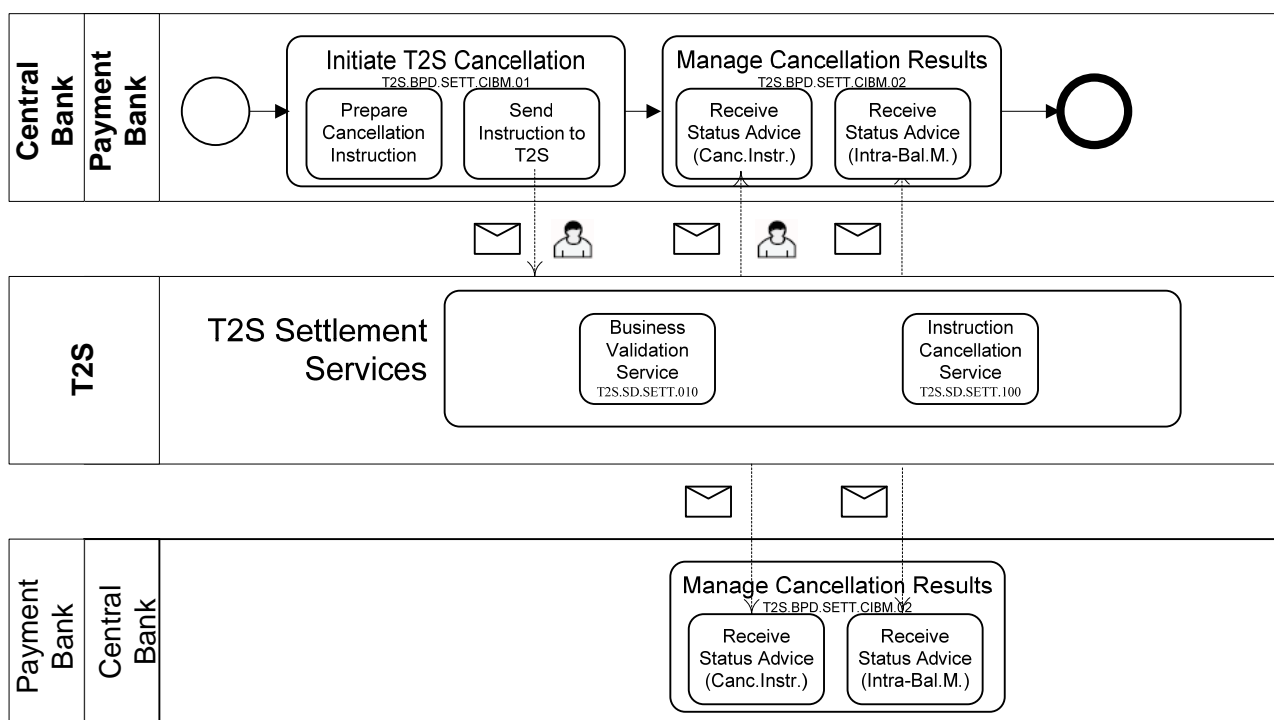 Central
Bank
Payment
Bank
Initiate T2S Cancellation
T2S.BPD.SETT.CIBM.01
Prepare
Cancellation
Instruction
Send
Instruction to
T2S
Manage Cancellation Results
T2S.BPD.SETT.CIBM.02
Receive
Status Advice
(Canc.Instr.)
Receive
Status Advice
(Intra-Bal.M.)
T2S
T2S Settlement
Services
Business
Validation
Service
T2S.SD.SETT.010
Instruction
Cancellation
Service
T2S.SD.SETT.100
Payment
Bank
Central
Bank
Manage Cancellation Results
T2S.BPD.SETT.CIBM.02
Receive
Status Advice
(Canc.Instr.)
Receive
Status Advice
(Intra-Bal.M.)